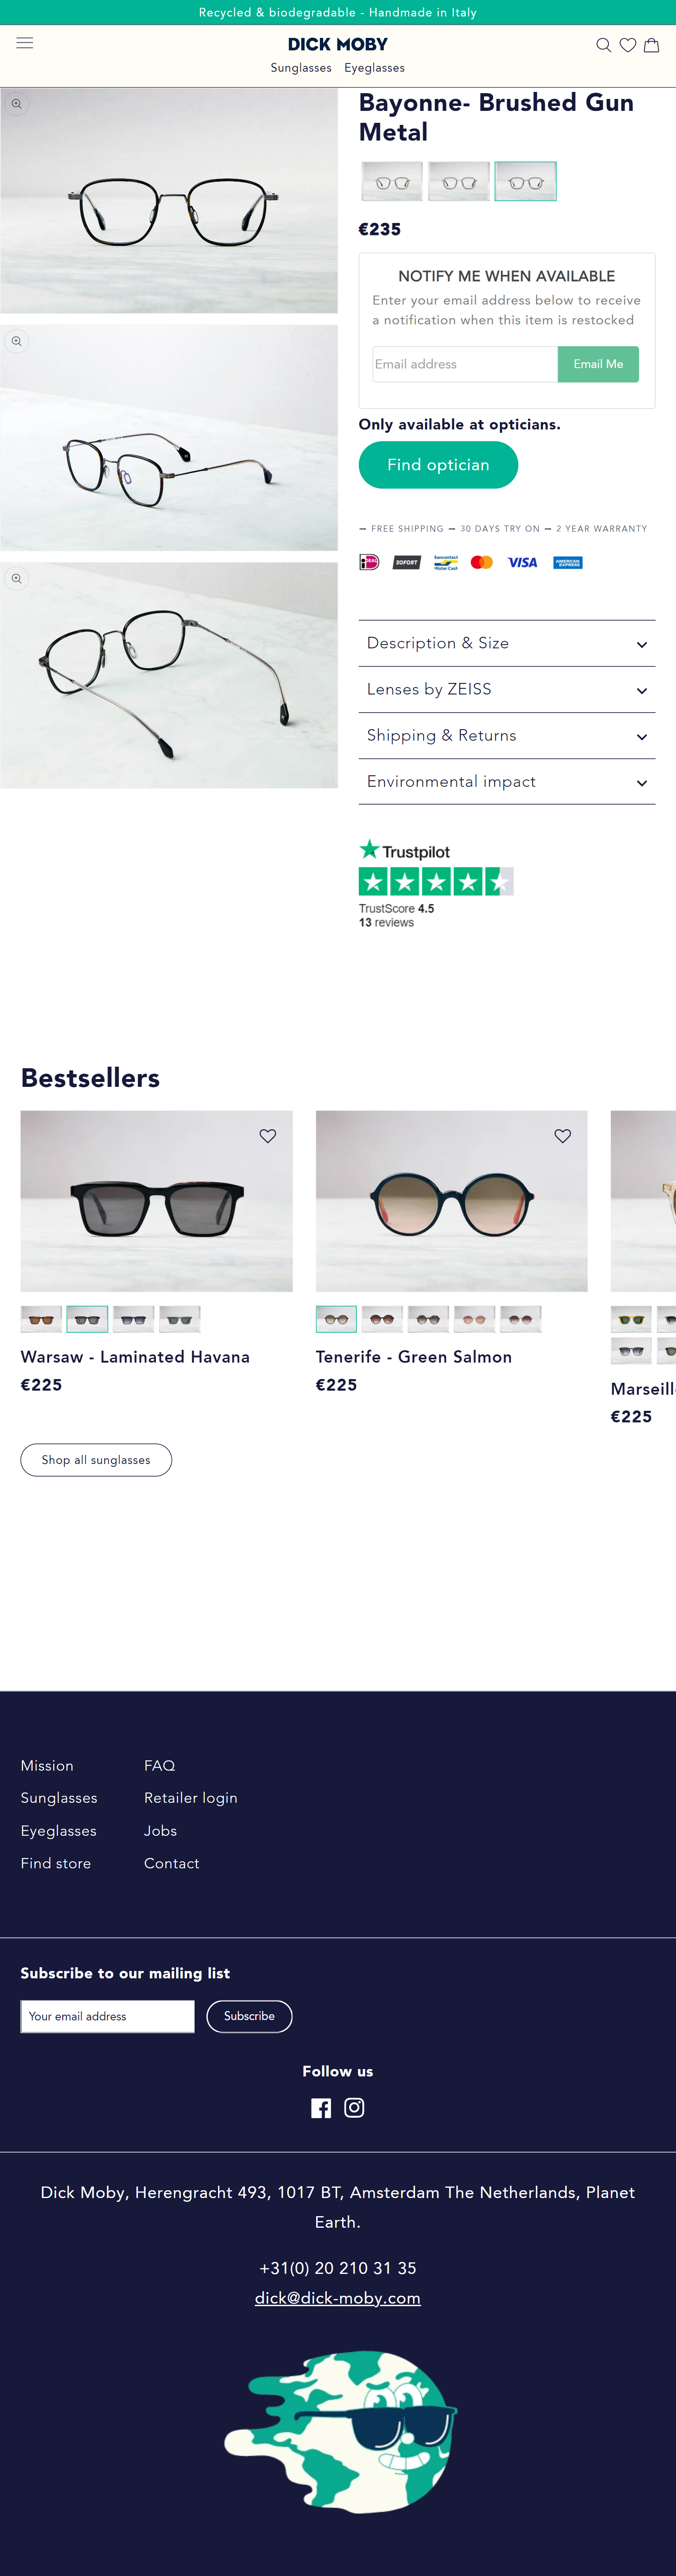 Recycled & biodegradable - Handmade in Italy
DICK MOBY
Sunglasses Eyeglasses
Bayonne- Brushed Gun
Metal
€235
NOTIFY ME WHEN AVAILABLE
Enter your email address below to receive
a notification when this item is restocked
Email address
Email Me
Only available at opticians.
Find optician
— FREE SHIPPING — 30 DAYS TRY ON — 2 YEAR WARRANTY
iDEAL SOFORT Bancontact Mister Cash VISA AMERICAN EXPRESS
Description & Size
Lenses by ZEISS
Shipping & Returns
Environmental impact
Trustpilot
TrustScore 4.5
13 reviews
Bestsellers
Warsaw - Laminated Havana
€225
Tenerife - Green Salmon
€225
Marseill
€225
Shop all sunglasses
Mission
Sunglasses
Eyeglasses
Find store
FAQ
Retailer login
Jobs
Contact
Subscribe to our mailing list
Your email address
Subscribe
Follow us
Dick Moby, Herengracht 493, 1017 BT, Amsterdam The Netherlands, Planet
Earth.
+31(0) 20 210 31 35
dick@dick-moby.com